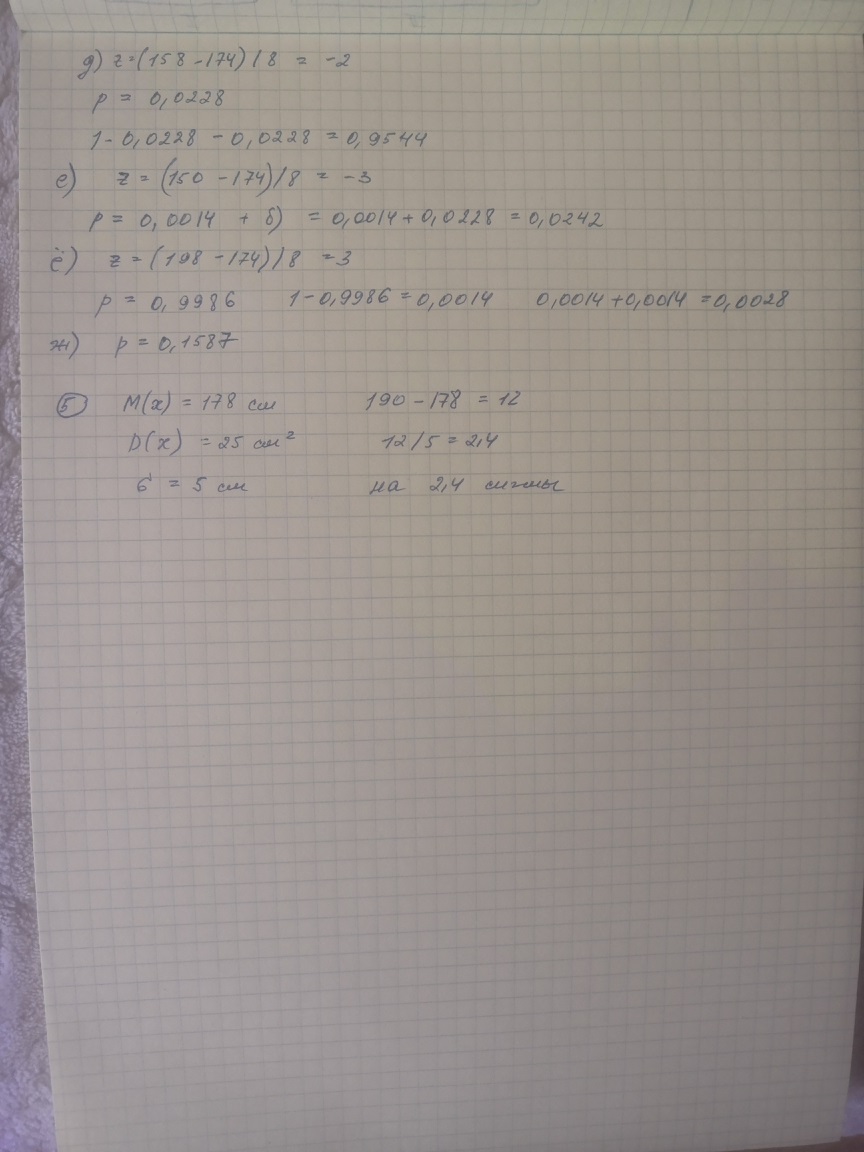 д) z=(158-174)/8 = -2
p = 0,0228
1-0,0228 - 0,0228 = 0,9544
е) z = (150-174)/8 = -3
p = 0,0014 + б) = 0,0014+0,0228 = 0,0242
ё) z = (198-174)/8 = 3
p = 0,9986 1-0,9986=0,0014 0,0014+0,0014 =0,0028
ж) p = 0,1587
5 M(x) = 178 см 190-178 = 12
D(x) = 25 см² 12/5 = 2,4
б = 5 см на 2,4 сигмы